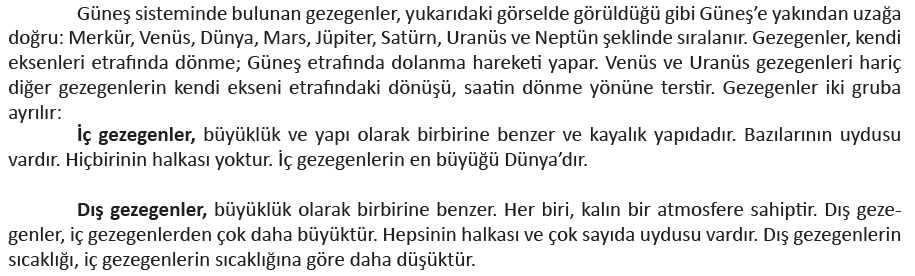 Güneş sisteminde bulunan gezegenler, yukarıdaki görselde görüldüğü gibi Güneş’e yakından uzağa
doğru: Merkür, Venüs, Dünya, Mars, Jüpiter, Satürn, Uranüs ve Neptün şeklinde sıralanır. Gezegenler, kendi
eksenleri etrafında dönme; Güneş etrafında dolanma hareketi yapar. Venüs ve Uranüs gezegenleri hariç
diğer gezegenlerin kendi ekseni etrafındaki dönüşü, saatin dönme yönüne terstir. Gezegenler iki gruba
ayrılır:
İç gezegenler, büyüklük ve yapı olarak birbirine benzer ve kayalık yapıdadır. Bazılarının uydusu
vardır. Hiçbirinin halkası yoktur. İç gezegenlerin en büyüğü Dünya’dır.
Dış gezegenler, büyüklük olarak birbirine benzer. Her biri, kalın bir atmosfere sahiptir. Dış geze-
genler, iç gezegenlerden çok daha büyüktür. Hepsinin halkası ve çok sayıda uydusu vardır. Dış gezegenlerin
sıcaklığı, iç gezegenlerin sıcaklığına göre daha düşüktür.